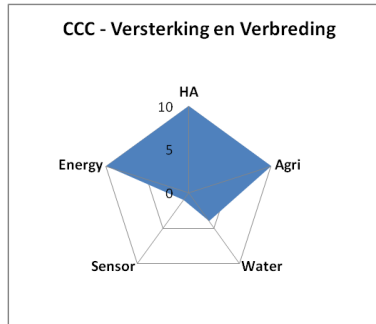 CCC - Versterking en Verbreding
HA
10
5
0
Energy
Agri
Sensor
Water